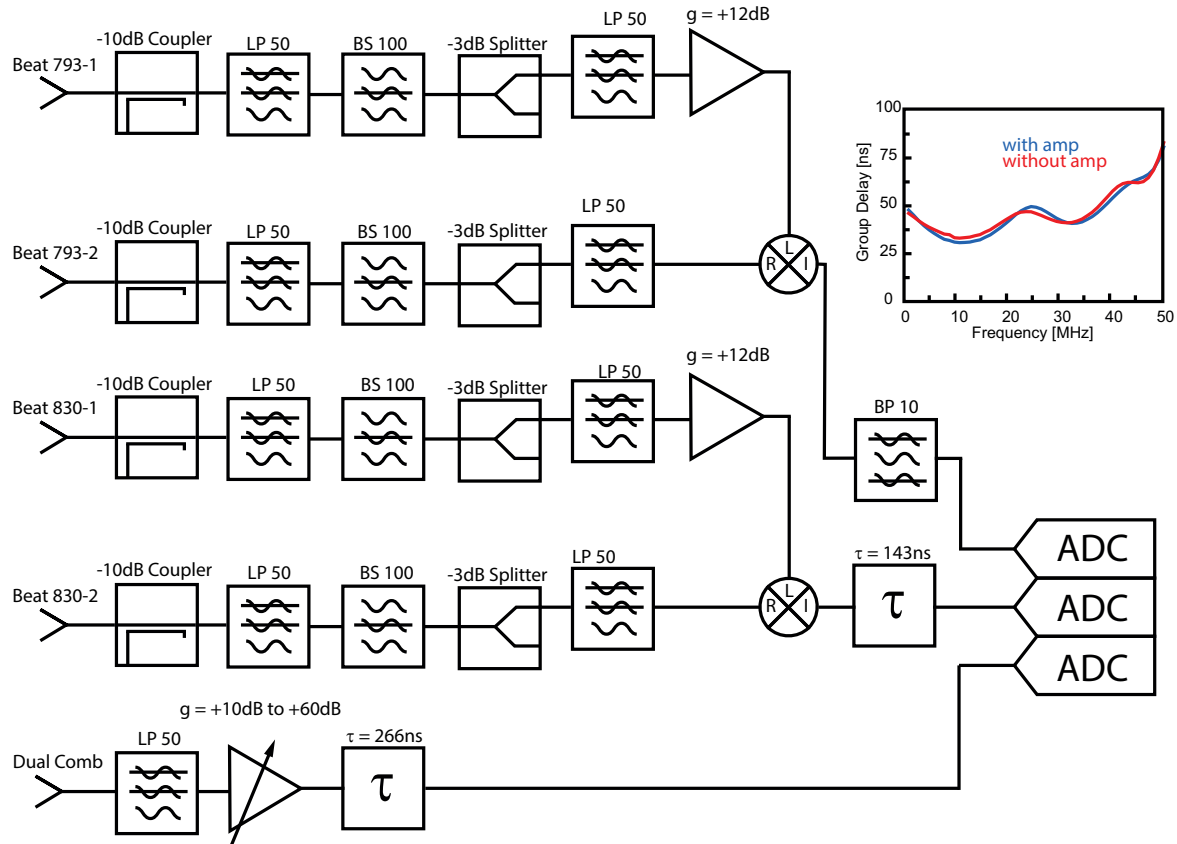 LP 50
g = +12dB
-10dB Coupler
LP 50
BS 100
-3dB Splitter
Beat 793-1
100
75
50
25
0
Group Delay [ns]
with amp
without amp
0
10
20
30
40
50
Frequency [MHz]
LP 50
-10dB Coupler
LP 50
BS 100
-3dB Splitter
Beat 793-2
L
R
I
g = +12dB
LP 50
-10dB Coupler
LP 50
BS 100
-3dB Splitter
Beat 830-1
BP 10
LP 50
τ = 143ns
-10dB Coupler
LP 50
BS 100
-3dB Splitter
Beat 830-2
L
R
I
τ
ADC
ADC
ADC
g = +10dB to +60dB
LP 50
τ = 266ns
Dual Comb
τ